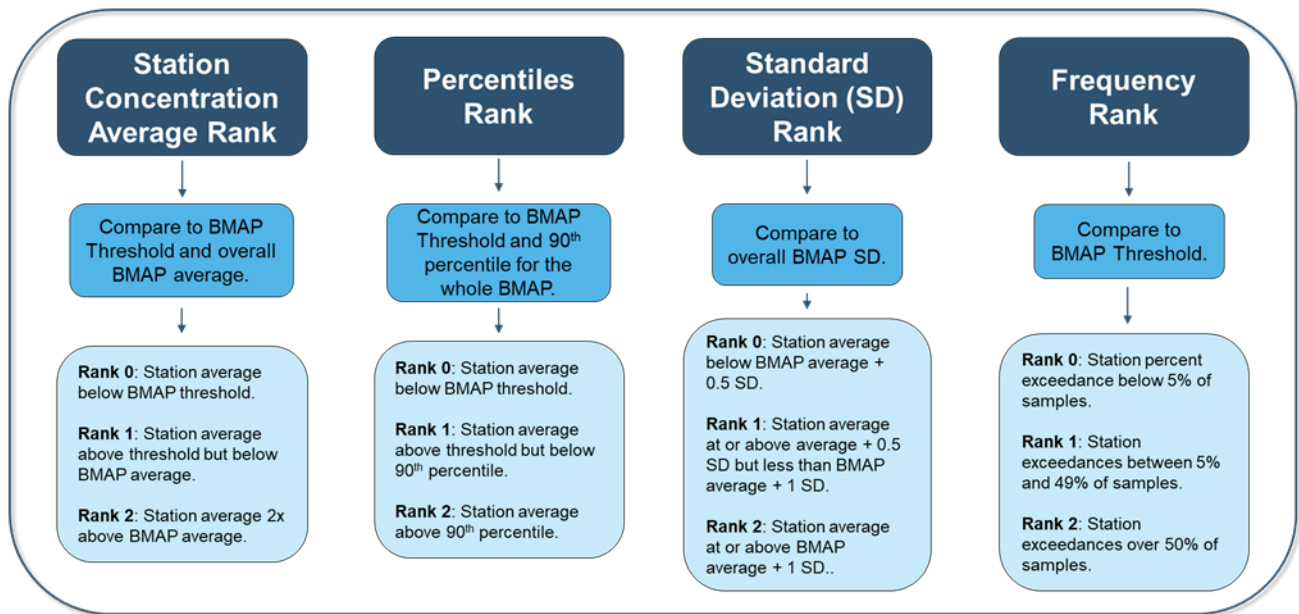 Station
Concentration
Average Rank
Compare to BMAP
Threshold and overall
BMAP average.
Rank 0: Station average
below BMAP threshold.
Rank 1: Station average
above threshold but below
BMAP average.
Rank 2: Station average 2x
above BMAP average.
Percentiles
Rank
Compare to BMAP
Threshold and 90th
percentile for the
whole BMAP.
Rank 0: Station average
below BMAP threshold.
Rank 1: Station average
above threshold but below
90th percentile.
Rank 2: Station average
above 90th percentile.
Standard
Deviation (SD)
Rank
Compare to
overall BMAP SD.
Rank 0: Station average
below BMAP average +
0.5 SD.
Rank 1: Station average
at or above average + 0.5
SD but less than BMAP
average + 1 SD.
Rank 2: Station average
at or above BMAP
average + 1 SD..
Frequency
Rank
Compare to
BMAP Threshold.
Rank 0: Station percent
exceedance below 5% of
samples.
Rank 1: Station
exceedances between 5%
and 49% of samples.
Rank 2: Station
exceedances over 50% of
samples.